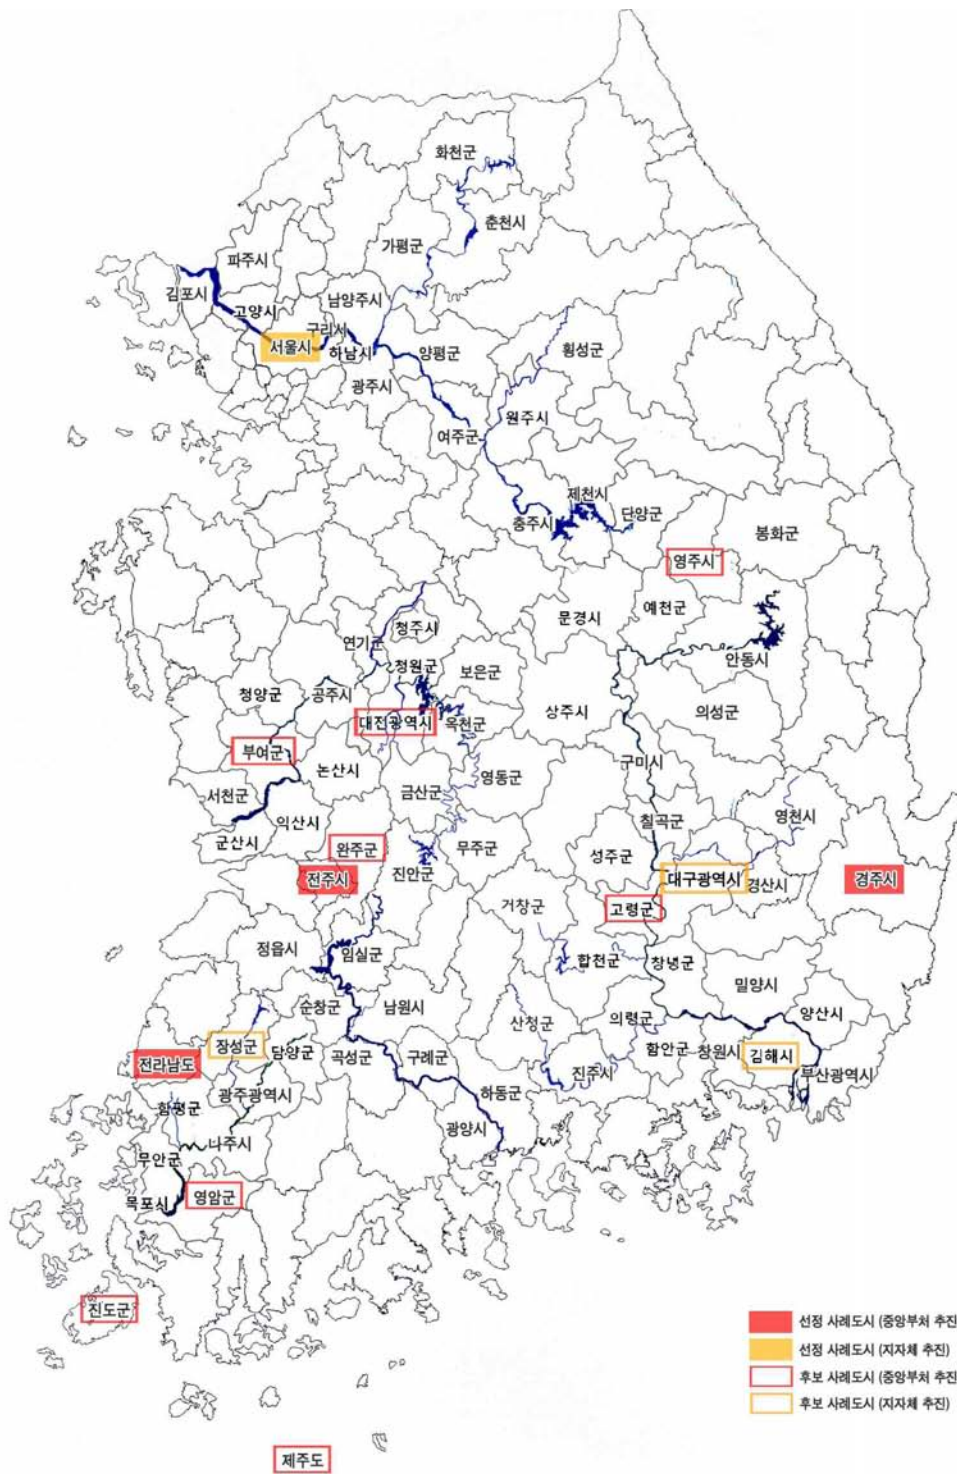 화천군
춘천시
가평군
파주시
김포시
남양주시
고양시
구리시
서울시
하남시
양평군
횡성군
광주시
원주시
여주군
제천시
충주시
단양군
봉화군
영주시
예천군
문경시
청주시
연기군
안동시
청원군
보은군
청양군
공주시
상주시
의성군
대전광역시
옥천군
부여군
구미시
논산시
영동군
서천군
금산군
영천시
익산시
칠곡군
군산시
완주군
무주군
성주군
전주시
진안군
대구광역시
경산시
경주시
거창군
고령군
정읍시
임실군
합천군
창녕군
밀양시
순창군
남원시
산청군
의령군
양산시
장성군
담양군
곡성군
구례군
함안군
창원시
김해시
전라남도
진주시
부산광역시
광주광역시
하동군
함평군
광양시
나주시
무안군
목포시
영암군
진도군
제주도
선정 사례도시 (중앙부처 추진
선정 사례도시 (지자체 추진)
후보 사례도시 (중앙부처 추진
후보 사례도시 (지자체 추진)